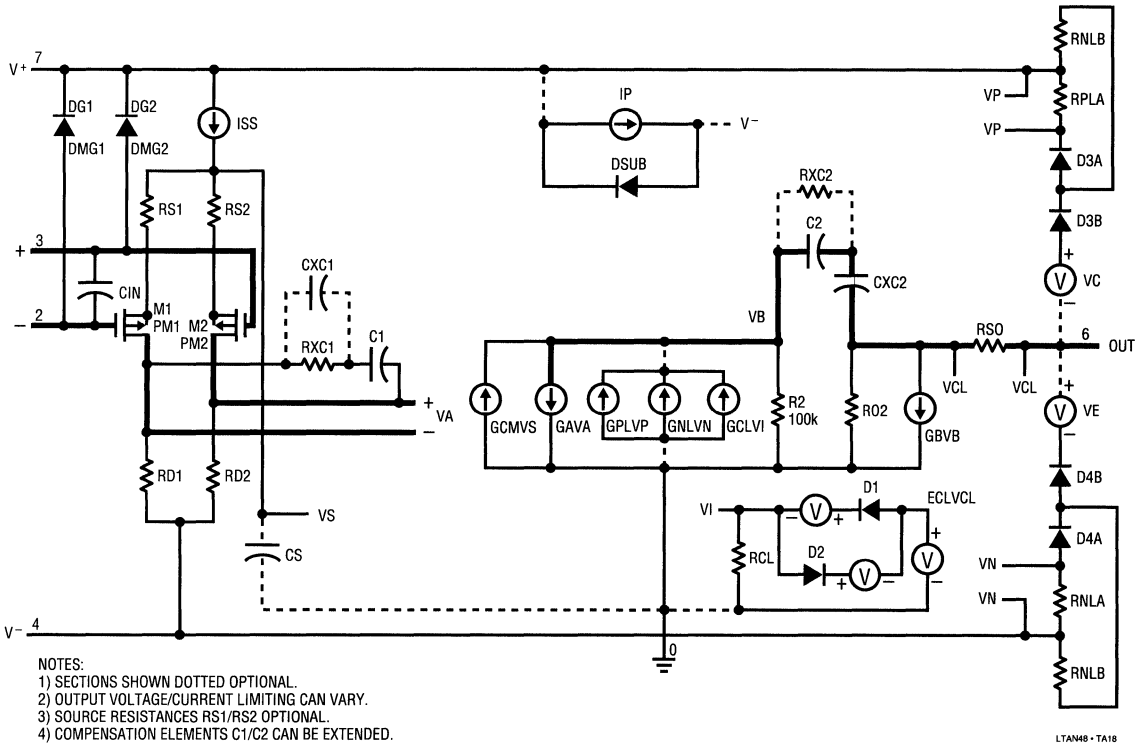 RNLB
V+ 7
VP
RPLA
VP
DG1
DG2
ISS
IP
V−
DMG1
DMG2
DSUB
D3A
RXC2
RS1
RS2
C2
D3B
+ 3
+
VC
−
CXC2
CXC1
CIN
− 2
M1
PM1
M2
PM2
RXC1
C1
VB
RSO
6
OUT
VCL
VCL
+
VE
−
+
VA
−
GCMVS
GAVA
GPLVP
GNLVN
GCLVI
R2
100k
RO2
GBVB
RD1
RD2
D4B
VS
VI
− +
D1
ECLVCL
+
−
D4A
CS
RCL
D2
+ −
VN
VN
RNLA
V− 4
0
RNLB
NOTES:
1) SECTIONS SHOWN DOTTED OPTIONAL.
2) OUTPUT VOLTAGE/CURRENT LIMITING CAN VARY.
3) SOURCE RESISTANCES RS1/RS2 OPTIONAL.
4) COMPENSATION ELEMENTS C1/C2 CAN BE EXTENDED.
LTAN48 • TA18